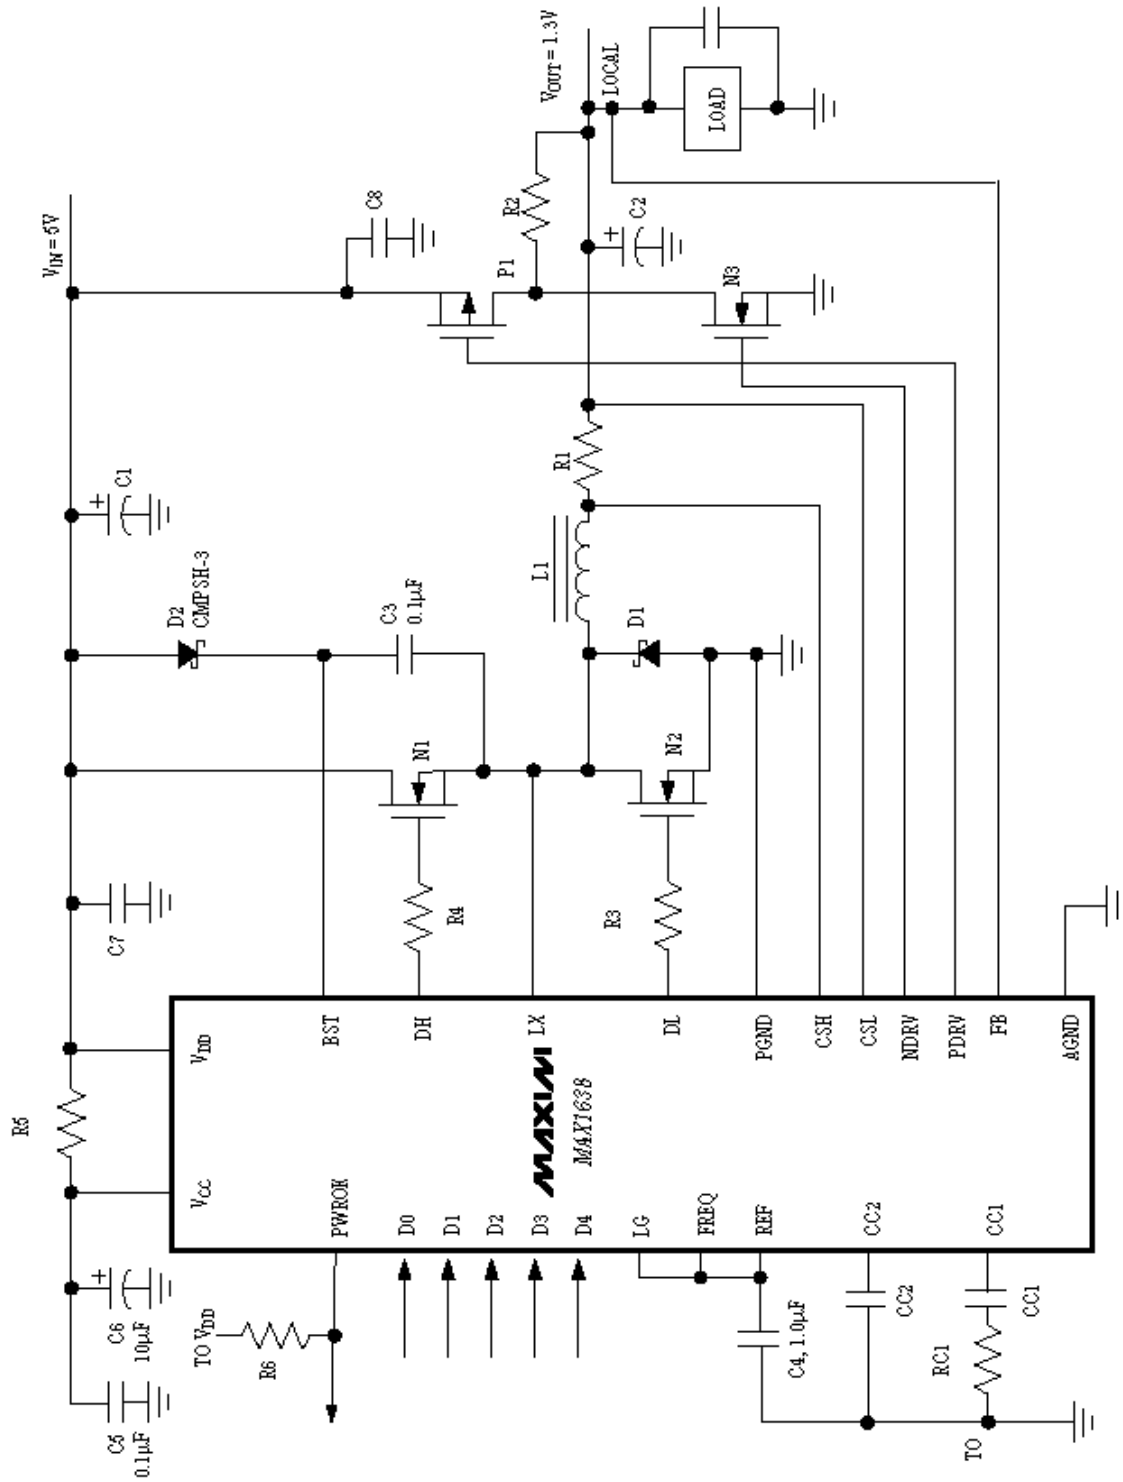 VIN = 5V
VOUT = 1.3V
R5
C5
0.1µF
C6
10µF
C7
C1
D2
CMPSH-3
C8
TO VDD
R6
VCC
VDD
PWROK
BST
C3
0.1µF
D0
D1
D2
D3
D4
DH
R4
N1
P1
R2
LOCAL
MAXIM
MAX1638
LX
L1
R1
C2
LOAD
LG
FREQ
REF
DL
R3
N2
D1
N3
C4, 1.0µF
PGND
CSH
CC2
CC2
CSL
NDRV
PDRV
CC1
CC1
RC1
FB
TO
AGND